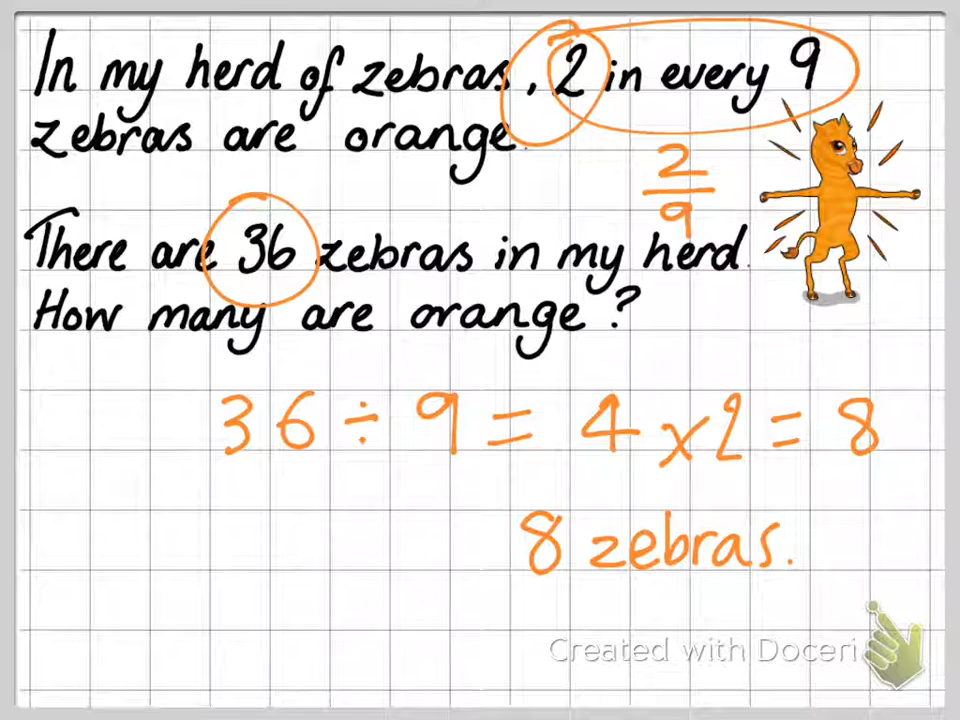 In my herd of zebras, 2 in every 9
zebras are orange.
2
9
There are 36 zebras in my herd.
How many are orange?
36 ÷ 9 = 4 x 2 = 8
8 zebras.
Created with Doceri